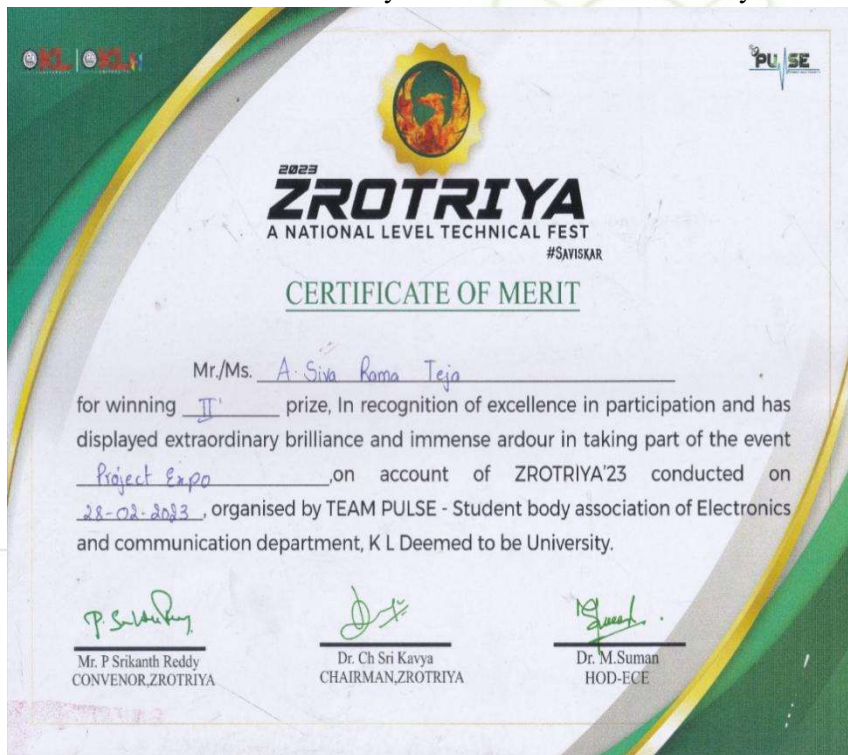 KL | KL
PULSE
2023
ZROTRIYA
A NATIONAL LEVEL TECHNICAL FEST
#SAVISKAR
CERTIFICATE OF MERIT
Mr./Ms. A. Siva Rama Teja
for winning II prize, In recognition of excellence in participation and has
displayed extraordinary brilliance and immense ardour in taking part of the event
Project Expo ,on account of ZROTRIYA'23 conducted on
28-02-2023, organised by TEAM PULSE - Student body association of Electronics
and communication department, K L Deemed to be University.
Mr. P Srikanth Reddy
CONVENOR,ZROTRIYA
Dr. Ch Sri Kavya
CHAIRMAN,ZROTRIYA
Dr. M.Suman
HOD-ECE